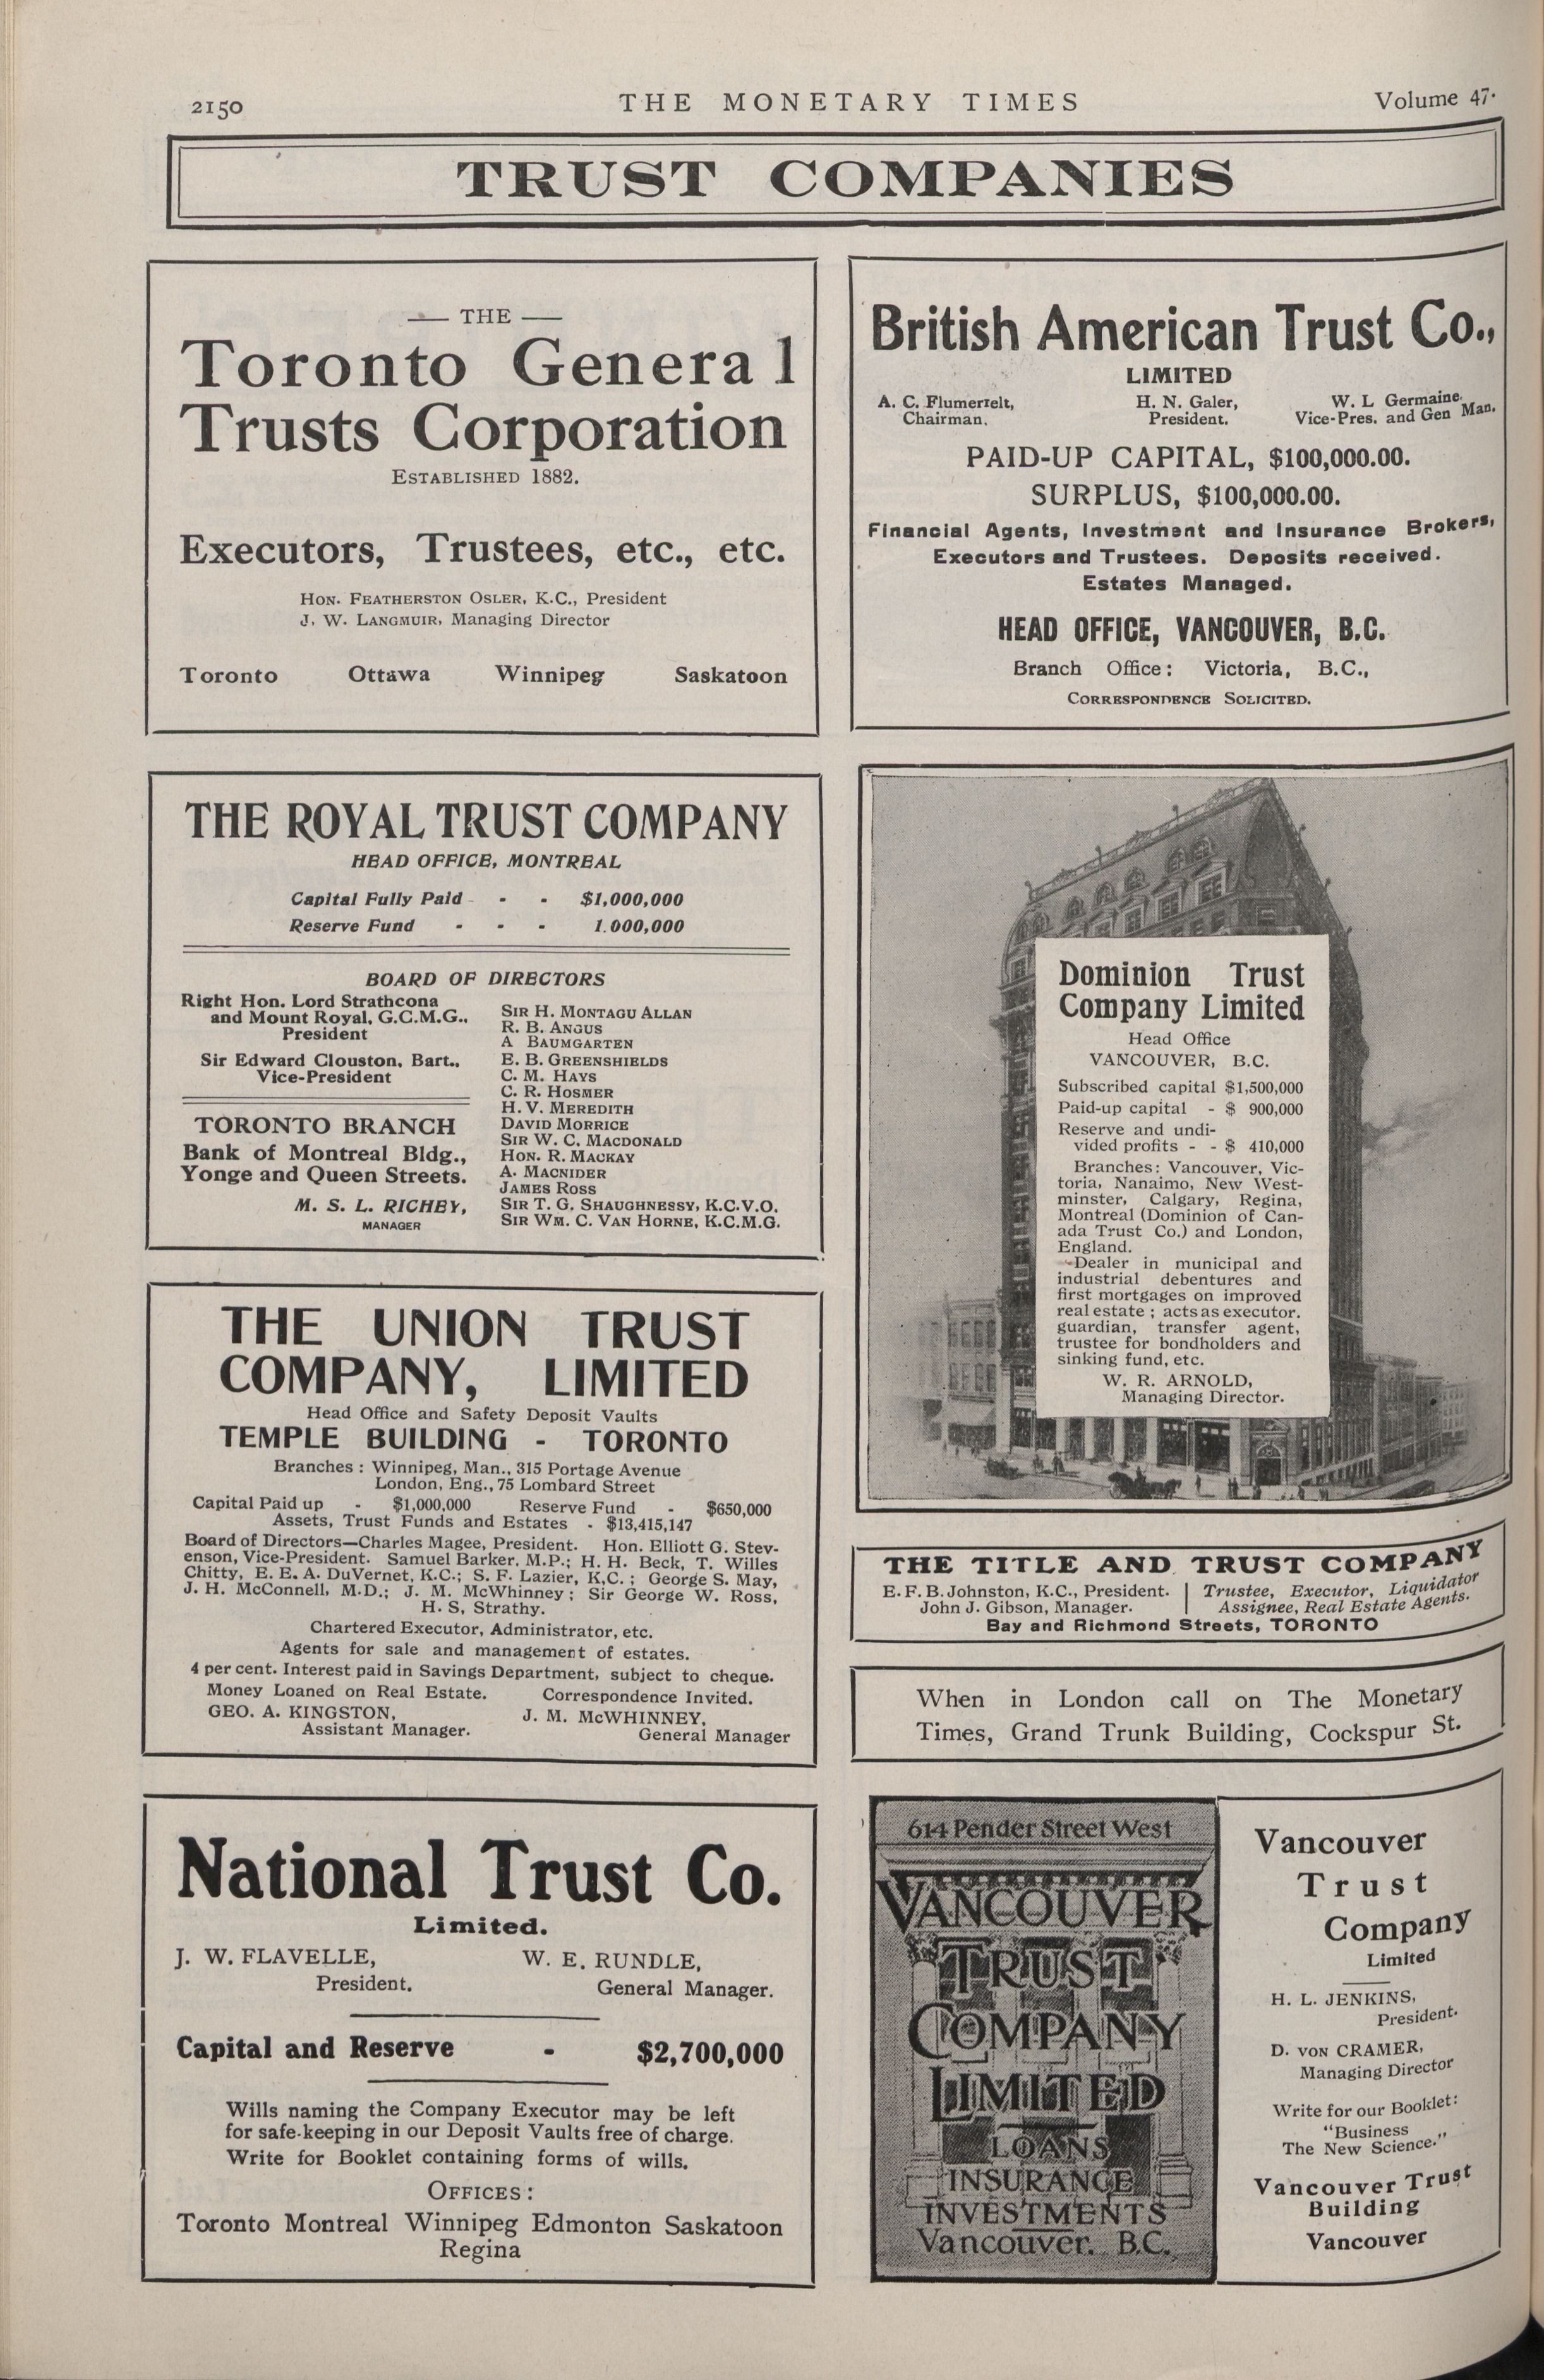 2150
THE MONETARY TIMES
Volume 47.
TRUST COMPANIES
— THE —
Toronto General
Trusts Corporation
ESTABLISHED 1882.
Executors, Trustees, etc., etc.
HON. FEATHERSTON OSLER, K.C., President
J. W. LANGMUIR, Managing Director
Toronto Ottawa Winnipeg Saskatoon
THE ROYAL TRUST COMPANY
HEAD OFFICE, MONTREAL
Capital Fully Paid - - $1,000,000
Reserve Fund - - - 1.000,000
BOARD OF DIRECTORS
Right Hon. Lord Strathcona
and Mount Royal, G.C.M.G.,
President
Sir Edward Clouston, Bart.,
Vice-President
TORONTO BRANCH
Bank of Montreal Bldg.,
Yonge and Queen Streets.
M. S. L. RICHEY,
MANAGER
SIR H. MONTAGU ALLAN
R. B. ANGUS
A BAUMGARTEN
E. B. GREENSHIELDS
C. M. HAYS
C. R. HOSMER
H. V. MEREDITH
DAVID MORRICE
SIR W. C. MACDONALD
HON. R. MACKAY
A. MACNIDER
JAMES ROSS
SIR T. G. SHAUGHNESSY, K.C.V.O.
SIR WM. C. VAN HORNE, K.C.M.G.
THE UNION TRUST
COMPANY, LIMITED
Head Office and Safety Deposit Vaults
TEMPLE BUILDING - TORONTO
Branches : Winnipeg, Man., 315 Portage Avenue
London, Eng., 75 Lombard Street
Capital Paid up - $1,000,000 Reserve Fund - $650,000
Assets, Trust Funds and Estates - $13,415,147
Board of Directors—Charles Magee, President. Hon. Elliott G. Stev-
enson, Vice-President. Samuel Barker, M.P.; H. H. Beck, T. Willes
Chitty, E. E. A. DuVernet, K.C.; S. F. Lazier, K,C. ; George S. May,
J. H. McConnell, M.D.; J. M. McWhinney ; Sir George W. Ross,
H. S, Strathy.
Chartered Executor, Administrator, etc.
Agents for sale and management of estates.
4 per cent. Interest paid in Savings Department, subject to cheque.
Money Loaned on Real Estate. Correspondence Invited.
GEO. A. KINGSTON, J. M. McWHINNEY,
Assistant Manager. General Manager
National Trust Co.
Limited.
J. W. FLAVELLE, W. E. RUNDLE,
President. General Manager.
Capital and Reserve - $2,700,000
Wills naming the Company Executor may be left
for safe-keeping in our Deposit Vaults free of charge.
Write for Booklet containing forms of wills.
OFFICES :
Toronto Montreal Winnipeg Edmonton Saskatoon
Regina
British American Trust Co.,
LIMITED
A. C. Flumerfelt, H. N. Galer, W. L Germaine,
Chairman. President. Vice-Pres. and Gen Man.
PAID-UP CAPITAL, $100,000.00.
SURPLUS, $100,000.00.
Financial Agents, Investment and Insurance Brokers,
Executors and Trustees. Deposits received.
Estates Managed.
HEAD OFFICE, VANCOUVER, B.C.
Branch Office : Victoria, B.C.,
CORRESPONDENCE SOLICITED.
Dominion Trust
Company Limited
Head Office
VANCOUVER, B.C.
Subscribed capital $1,500,000
Paid-up capital - $ 900,000
Reserve and undi-
vided profits - - $ 410,000
Branches: Vancouver, Vic-
toria, Nanaimo, New West-
minster, Calgary, Regina,
Montreal (Dominion of Can-
ada Trust Co.) and London,
England.
Dealer in municipal and
industrial debentures and
first mortgages on improved
real estate ; acts as executor.
guardian, transfer agent,
trustee for bondholders and
sinking fund, etc.
W. R. ARNOLD,
Managing Director.
THE TITLE AND TRUST COMPANY
E. F. B. Johnston, K.C., President.
John J. Gibson, Manager.
Trustee, Executor, Liquidator
Assignee, Real Estate Agents.
Bay and Richmond Streets, TORONTO
When in London call on The Monetary
Times, Grand Trunk Building, Cockspur St.
614 Pender Street West
VANCOUVER
TRUST
COMPANY
LIMITED
LOANS
INSURANCE
INVESTMENTS
Vancouver. B.C.
Vancouver
Trust
Company
Limited
H. L. JENKINS,
President.
D. VON CRAMER,
Managing Director
Write for our Booklet:
"Business
The New Science."
Vancouver Trust
Building
Vancouver